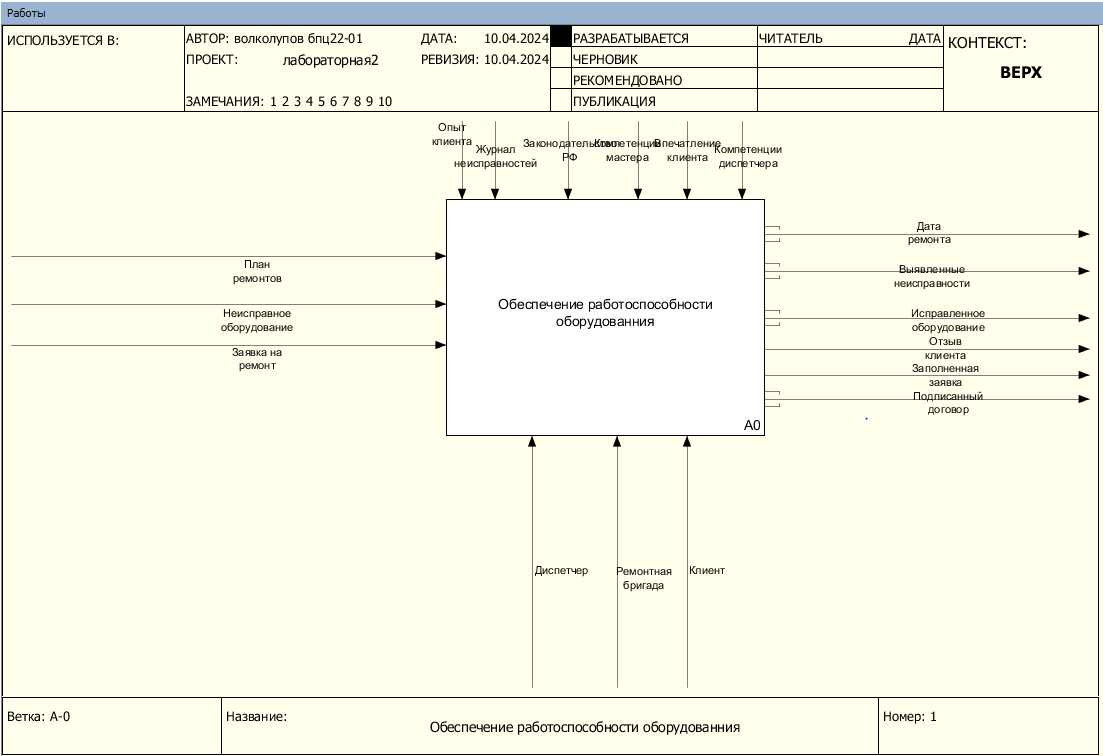 Работы
ИСПОЛЬЗУЕТСЯ В:
АВТОР: волколупов бпц22-01
ДАТА: 10.04.2024
ПРОЕКТ: лабораторная2
РЕВИЗИЯ: 10.04.2024
ЗАМЕЧАНИЯ: 1 2 3 4 5 6 7 8 9 10
РАЗРАБАТЫВАЕТСЯ
ЧЕРНОВИК
РЕКОМЕНДОВАНО
ПУБЛИКАЦИЯ
ЧИТАТЕЛЬ ДАТА
КОНТЕКСТ:
ВЕРХ
Опыт
клиента
Журнал
неисправностей
Законодательство
РФ
Компетенции
мастера
Впечатление
клиента
Компетенции
диспетчера
План
ремонтов
Неисправное
оборудование
Заявка на
ремонт
Обеспечение работоспособности
оборудованния
A0
Дата
ремонта
Выявленные
неисправности
Исправленное
оборудование
Отзыв
клиента
Заполненная
заявка
Подписанный
договор
Диспетчер
Ремонтная
бригада
Клиент
Ветка: A-0
Название:
Обеспечение работоспособности оборудованния
Номер: 1